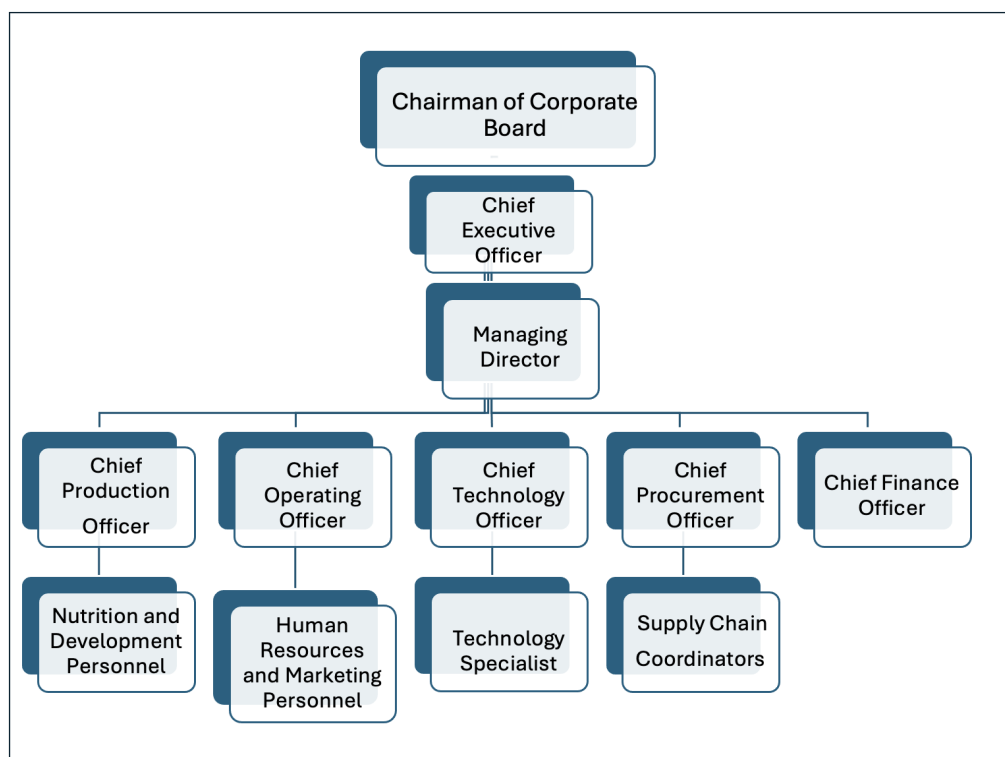 Chairman of Corporate
Board
Chief
Executive
Officer
Managing
Director
Chief
Production
Officer
Chief
Operating
Officer
Chief
Technology
Officer
Chief
Procurement
Officer
Chief Finance
Officer
Nutrition and
Development
Personnel
Human
Resources
and Marketing
Personnel
Technology
Specialist
Supply Chain
Coordinators